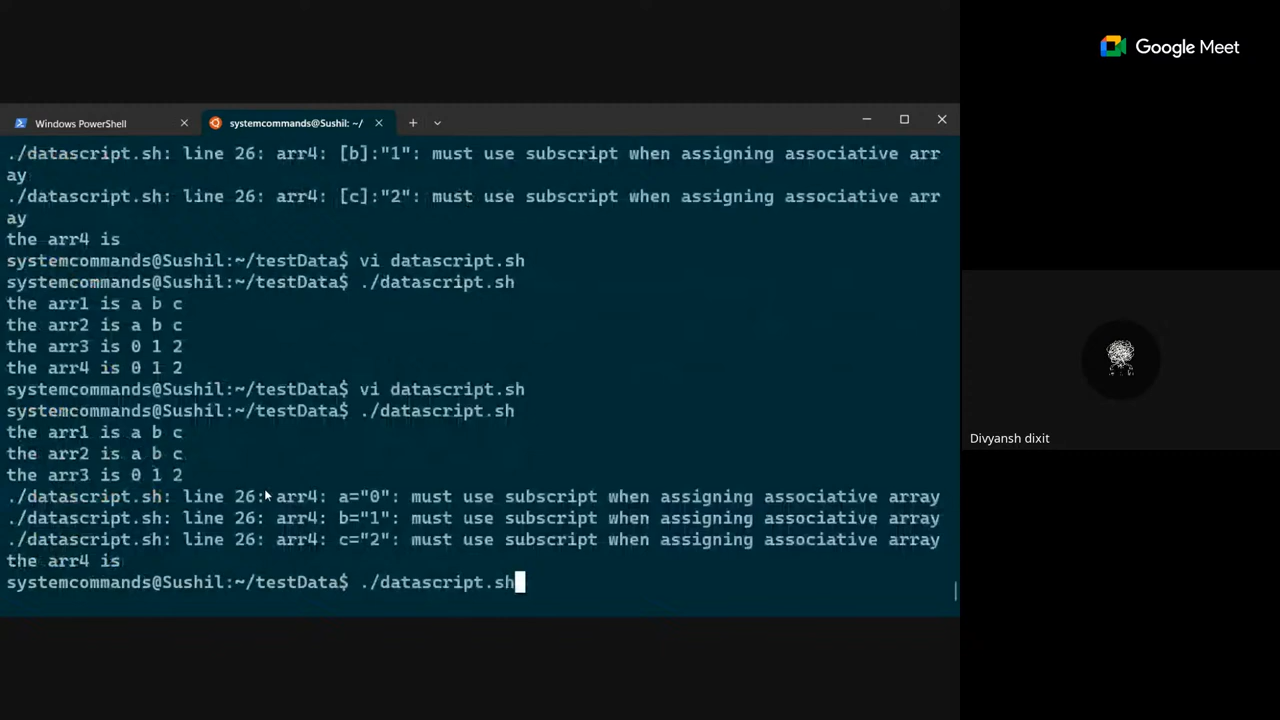 Google Meet
Windows PowerShell
systemcommands@Sushil: ~/
./datascript.sh: line 26: arr4: [b]:"1": must use subscript when assigning associative arr
ay
./datascript.sh: line 26: arr4: [c]:"2": must use subscript when assigning associative arr
ay
the arr4 is
systemcommands@Sushil:~/testData$ vi datascript.sh
systemcommands@Sushil:~/testData$ ./datascript.sh
the arr1 is a b c
the arr2 is a b c
the arr3 is 0 1 2
the arr4 is 0 1 2
systemcommands@Sushil:~/testData$ vi datascript.sh
systemcommands@Sushil:~/testData$ ./datascript.sh
the arr1 is a b c
the arr2 is a b c
the arr3 is 0 1 2
./datascript.sh: line 26: arr4: a="0": must use subscript when assigning associative array
./datascript.sh: line 26: arr4: b="1": must use subscript when assigning associative array
./datascript.sh: line 26: arr4: c="2": must use subscript when assigning associative array
the arr4 is
systemcommands@Sushil:~/testData$ ./datascript.sh
Divyansh dixit